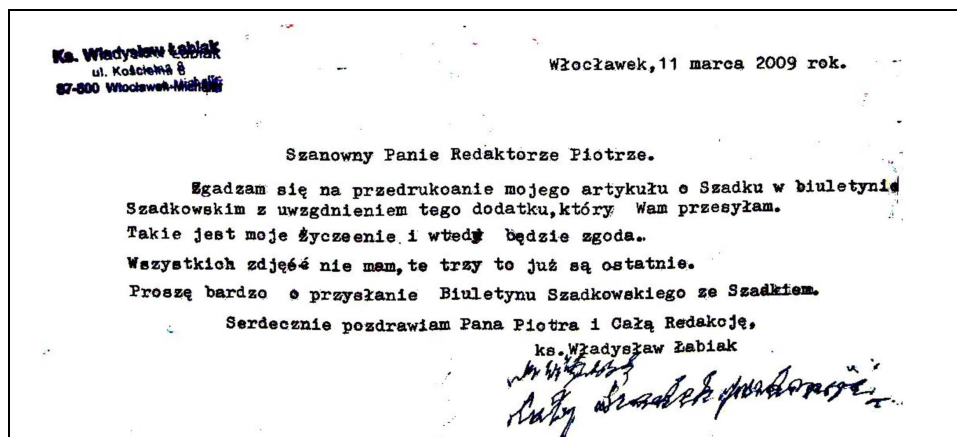 Ks. Władysław Łabiak
ul. Kościelna 8
87-800 Włocławek-Michelin
Włocławek,11 marca 2009 rok.
Szanowny Panie Redaktorze Piotrze.
Zgadzam się na przedrukoanie mojego artykułu o Szadku w biuletynie
Szadkowskim z uwzgdnieniem tego dodatku,który Wam przesyłam.
Takie jest moje życzeenie i wtedy będzie zgoda..
Wszystkich zdjęść nie mam,te trzy to już są ostatnie.
Proszę bardzo o przysłanie Biuletynu Szadkowskiego ze Szadkiem.
Serdecznie pozdrawiam Pana Piotra i Całą Redakcję,
ks.Władysław Łabiak
Cały Szadek pozdrawiam